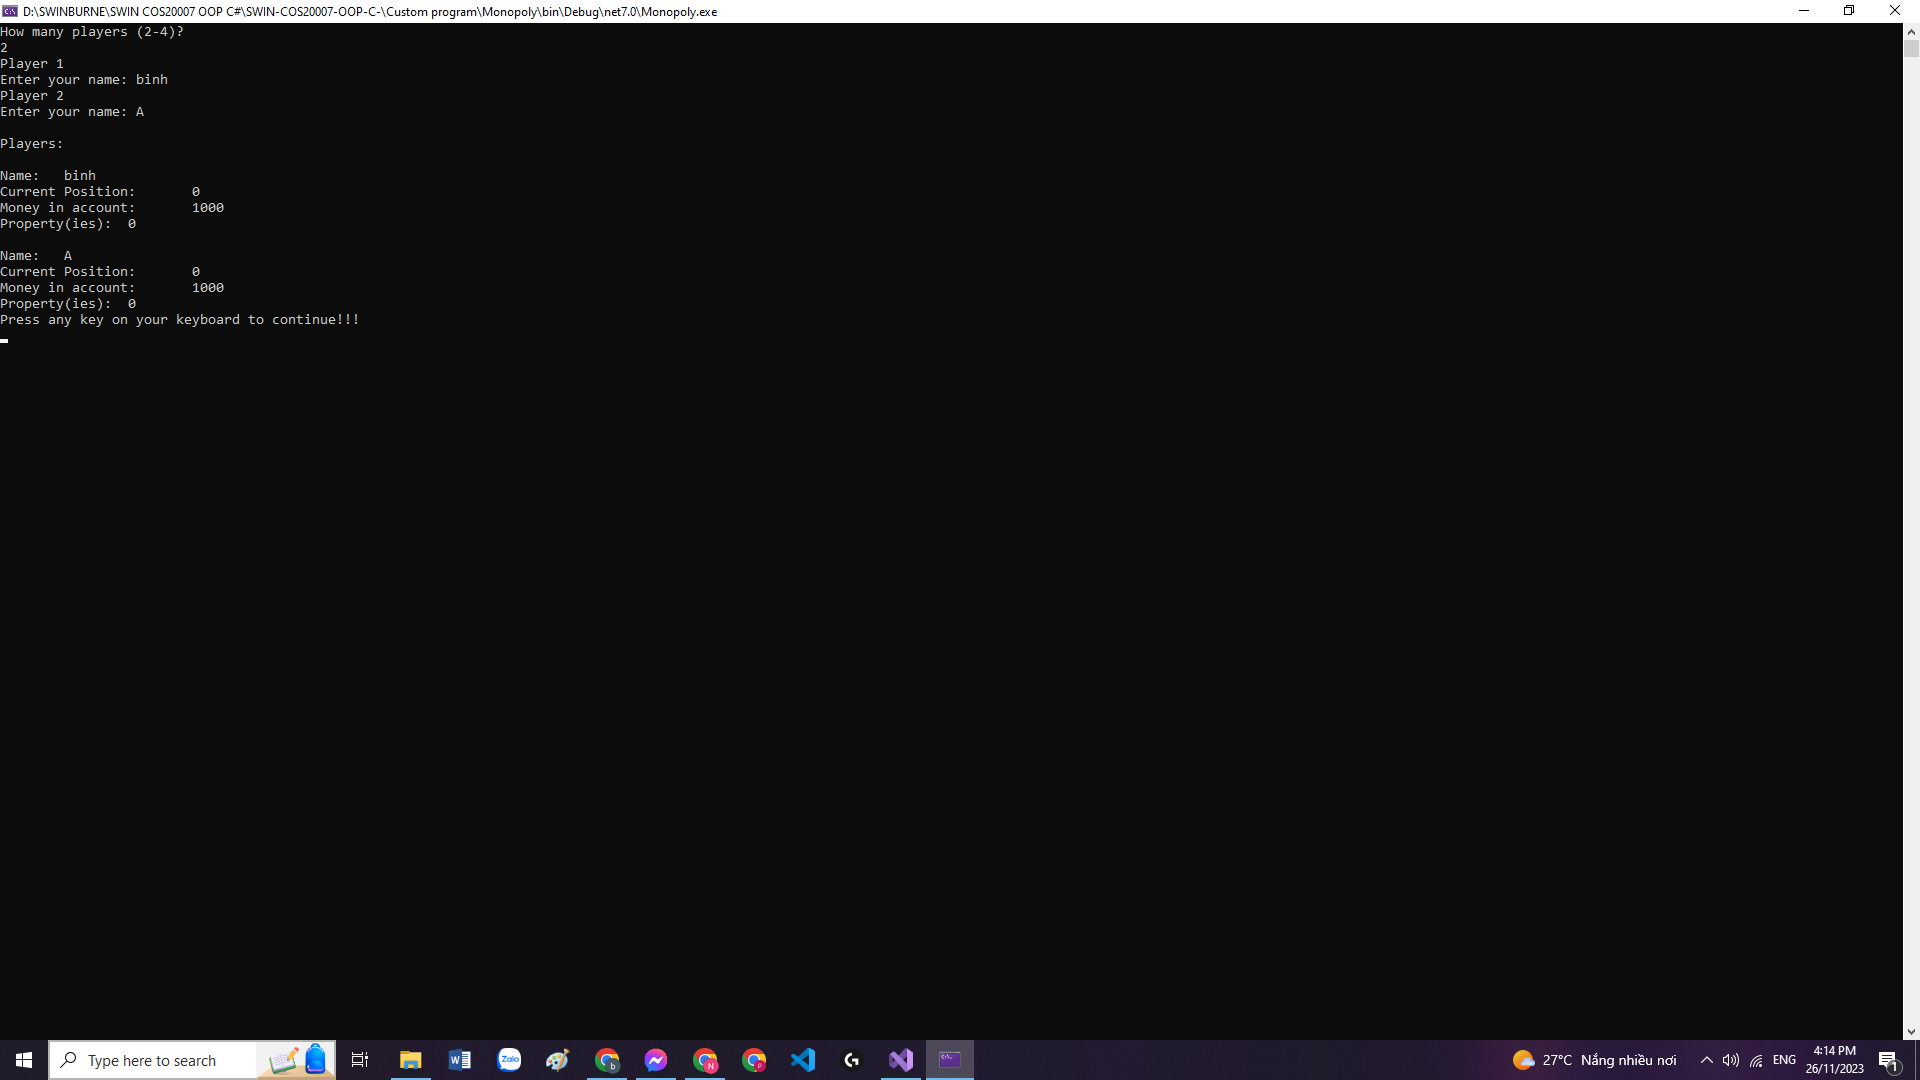 D:\SWINBURNE\SWIN COS20007 OOP C#\SWIN-COS20007-OOP-C-\Custom program\Monopoly\bin\Debug\net7.0\Monopoly.exe
How many players (2-4)?
2
Player 1
Enter your name: binh
Player 2
Enter your name: A
Players:
Name: binh
Current Position: 0
Money in account: 1000
Property(ies): 0
Name: A
Current Position: 0
Money in account: 1000
Property(ies): 0
Press any key on your keyboard to continue!!!
Type here to search
Zalo
b
N
27°C Nắng nhiều nơi
ENG
4:14 PM
26/11/2023
1